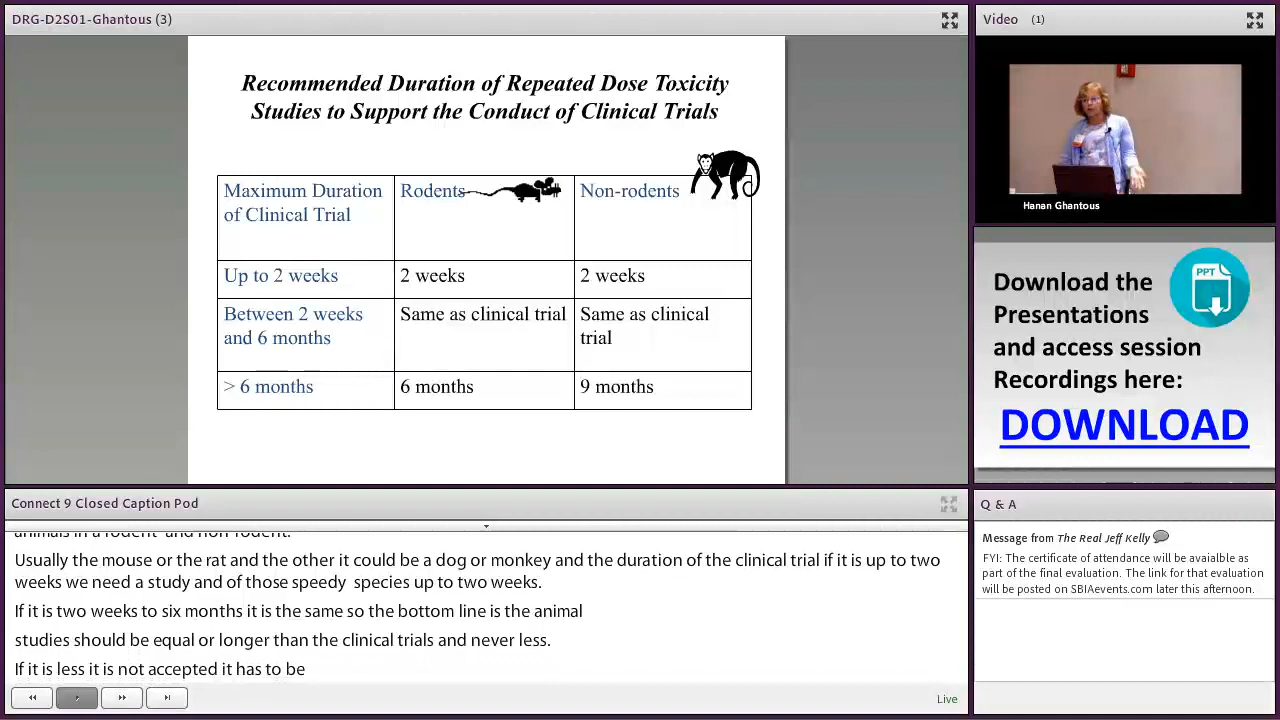 DRG-D2S01-Ghantous (3)
Recommended Duration of Repeated Dose Toxicity
Studies to Support the Conduct of Clinical Trials
Maximum Duration
of Clinical Trial
Rodents
Non-rodents
Up to 2 weeks
2 weeks
2 weeks
Between 2 weeks
and 6 months
Same as clinical trial
Same as clinical
trial
> 6 months
6 months
9 months
Video (1)
Hanan Ghantous
PPT
Download the
Presentations
and access session
Recordings here:
DOWNLOAD
Connect 9 Closed Caption Pod
animals in a rodent and non-rodent.
Usually the mouse or the rat and the other it could be a dog or monkey and the duration of the clinical trial if it is up to two
weeks we need a study and of those speedy species up to two weeks.
If it is two weeks to six months it is the same so the bottom line is the animal
studies should be equal or longer than the clinical trials and never less.
If it is less it is not accepted it has to be
Live
Q & A
Message from The Real Jeff Kelly
FYI: The certificate of attendance will be avaialble as
part of the final evaluation. The link for that evaluation
will be posted on SBIAevents.com later this afternoon.